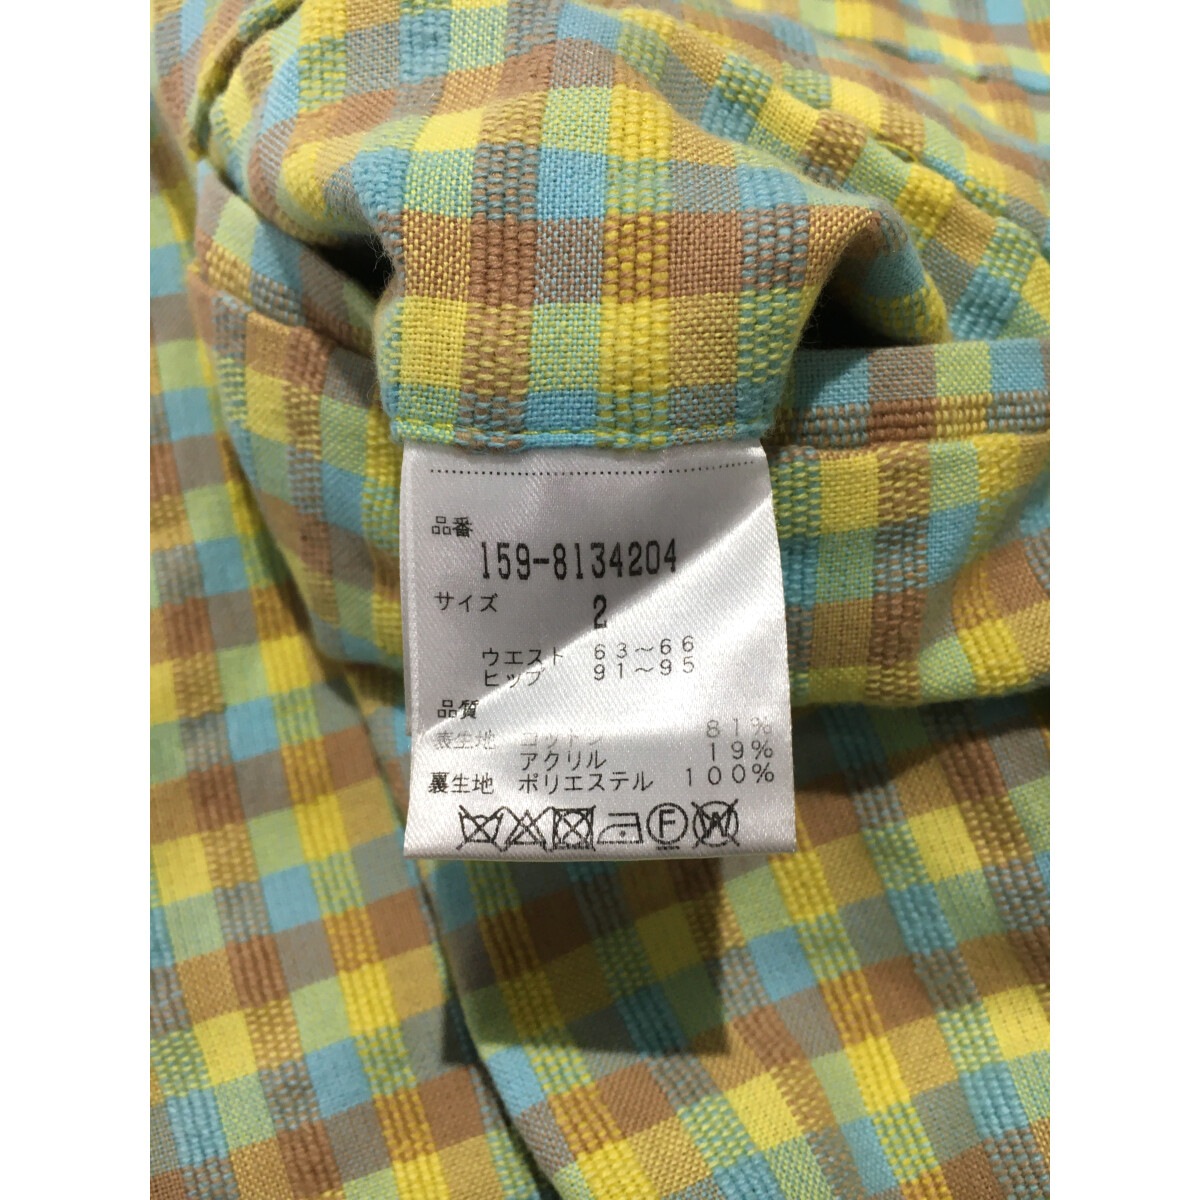 品番
159-8134204
サイズ 2
ウエスト 63～66
ヒップ 91～95
品質
表生地 コットン 81%
アクリル 19%
裏生地 ポリエステル 100%
F W